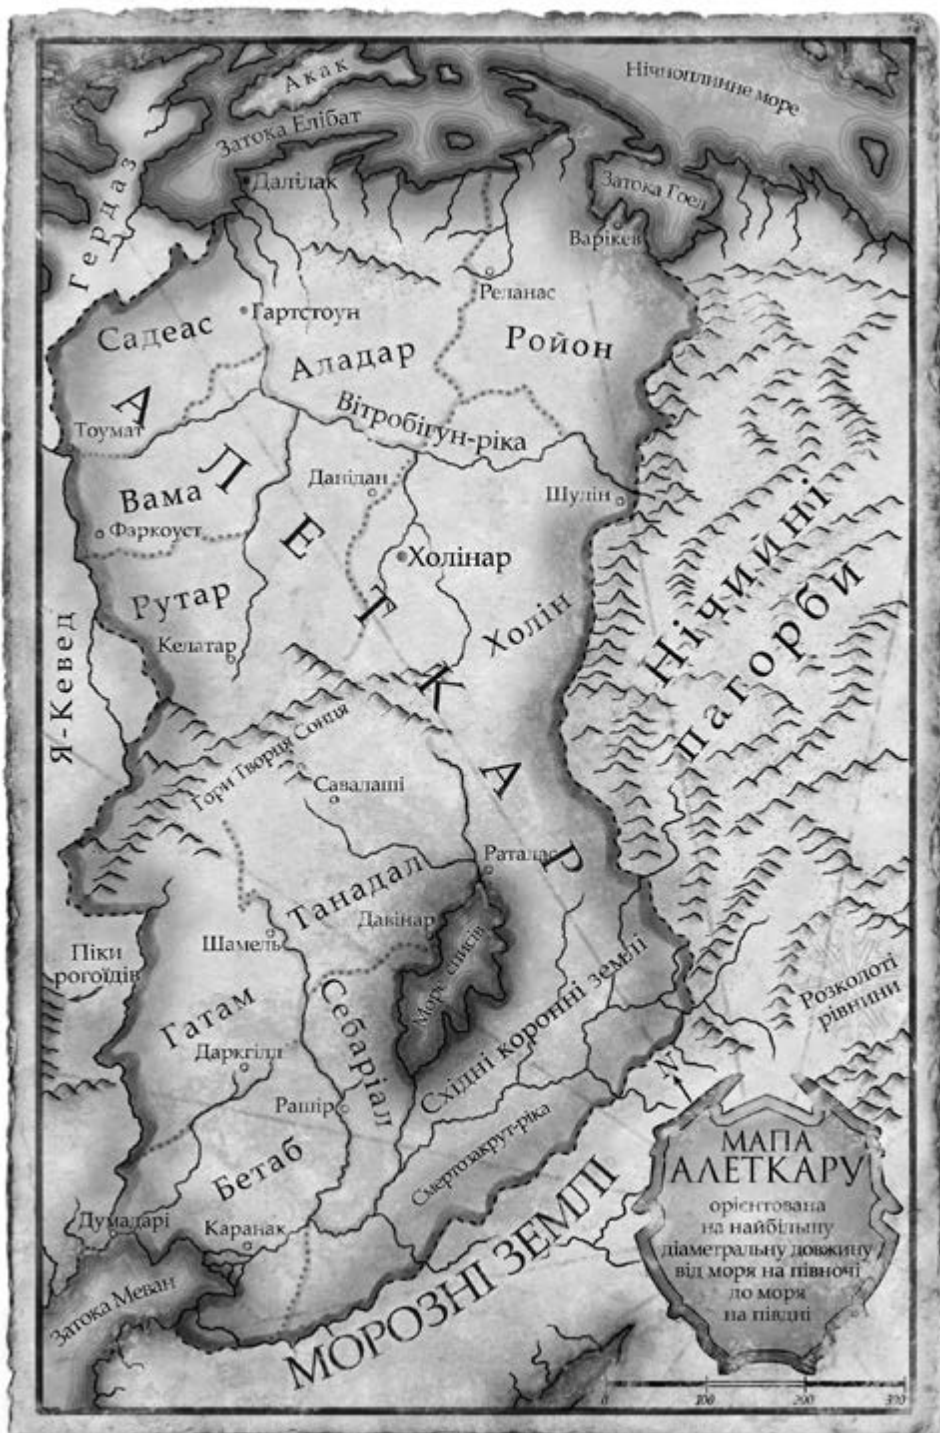 Акак
Нічноплинне море
Затока Елібат
Гердаз
Далілак
Затока Гоел
Варікев
Реланас
Гартстоун
Садеас
Аладар
Ройон
АЛЕТКАР
Вітробігун-ріка
Тоумат
Вама
Данідан
Шулін
Фэркоуст
Холінар
Рутар
Холін
Нічийні
пагорби
Келатар
Я-Кевед
Гори Творця Сонця
Савалаші
Раталас
Танадал
Давінар
Шамель
Море списів
Піки
рогоїдів
Розколоті
рівнини
Гатам
Себаріал
Східні коронні землі
Даркгілл
Рашір
N
Смертозакрут-ріка
Бетаб
МАПА
АЛЕТКАРУ
орієнтована
на найбільшу
діаметральну довжину
від моря на півночі
до моря
на півдні
Думадарі
Каранак
Затока Меван
МОРОЗНІ ЗЕМЛІ
0 100 200 300